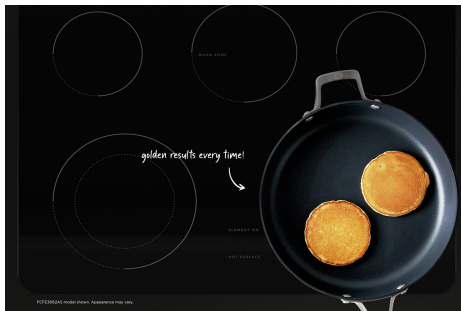 WARM ZONE
golden results every time!
ELEMENT ON
HOT SURFACE
PCFE3062AS model shown. Appearance may vary.